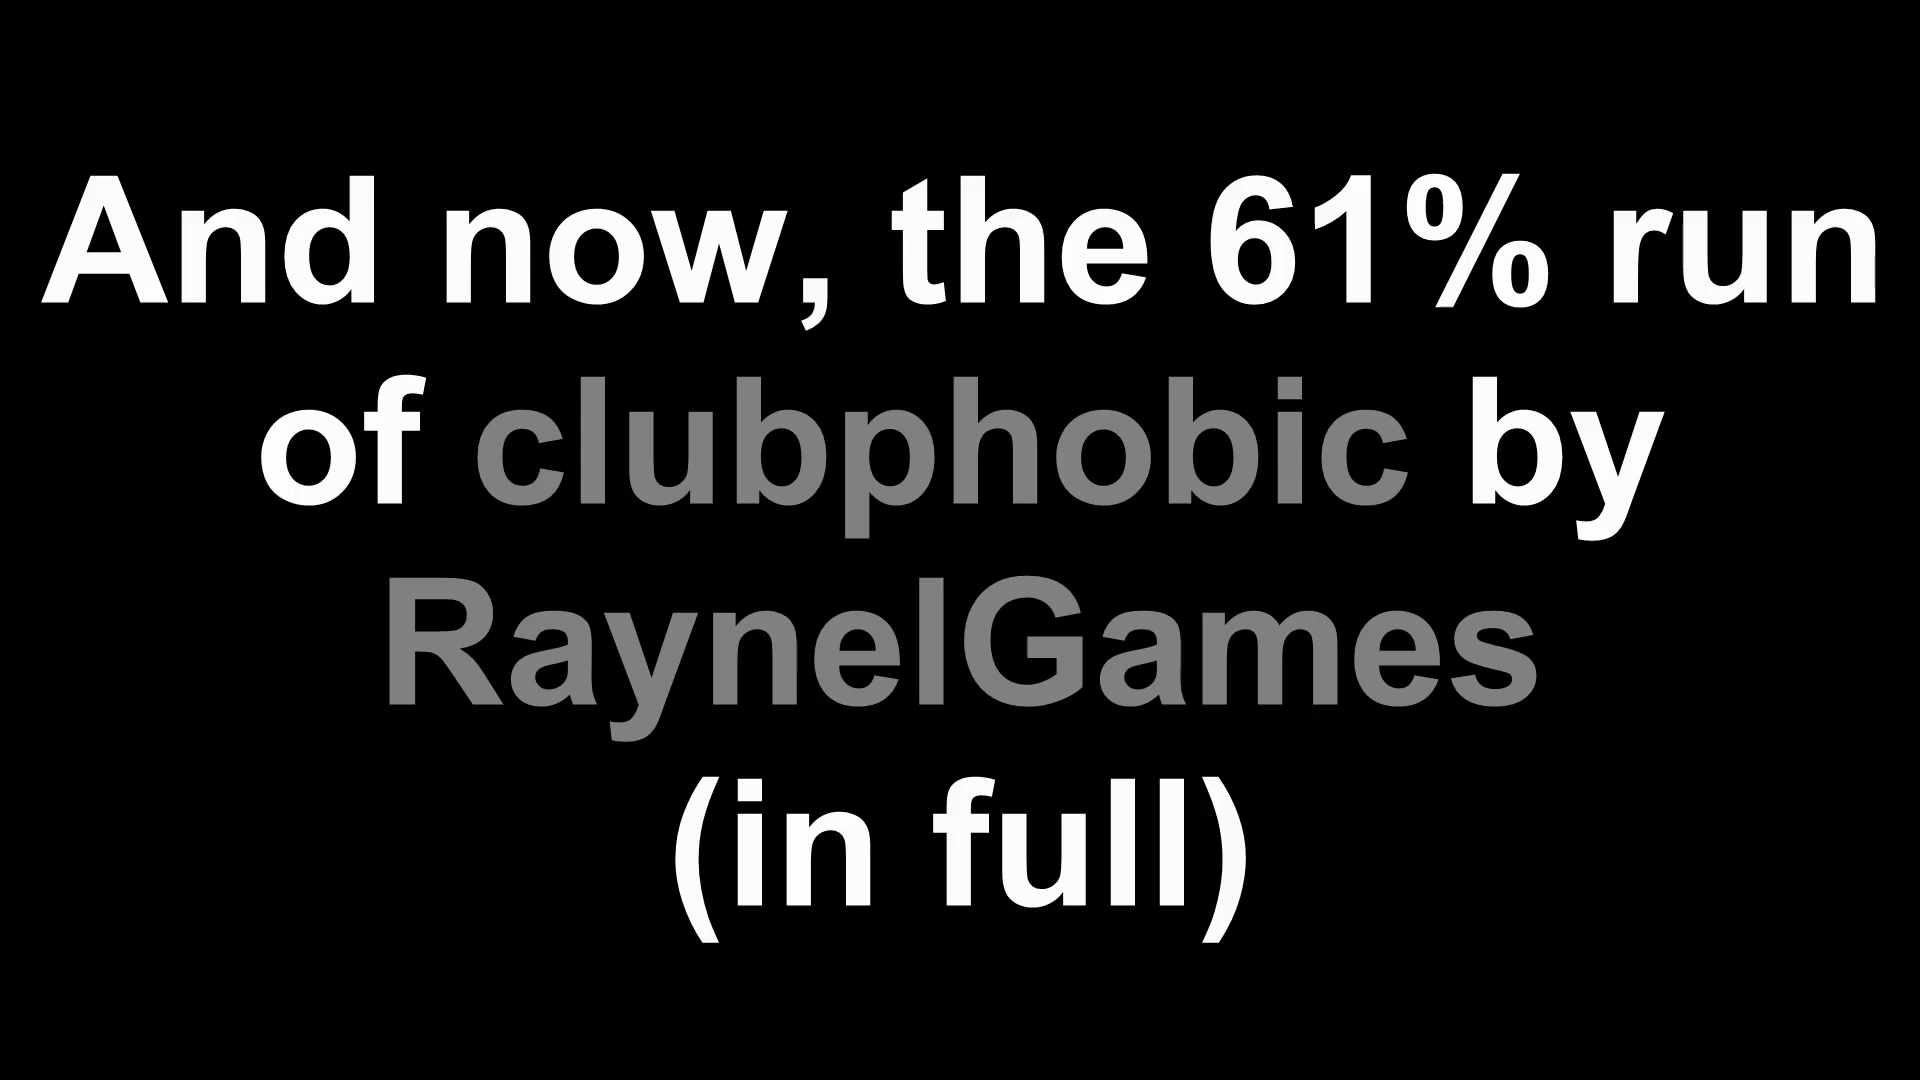 And now, the 61% run
of clubphobic by
RaynelGames
(in full)